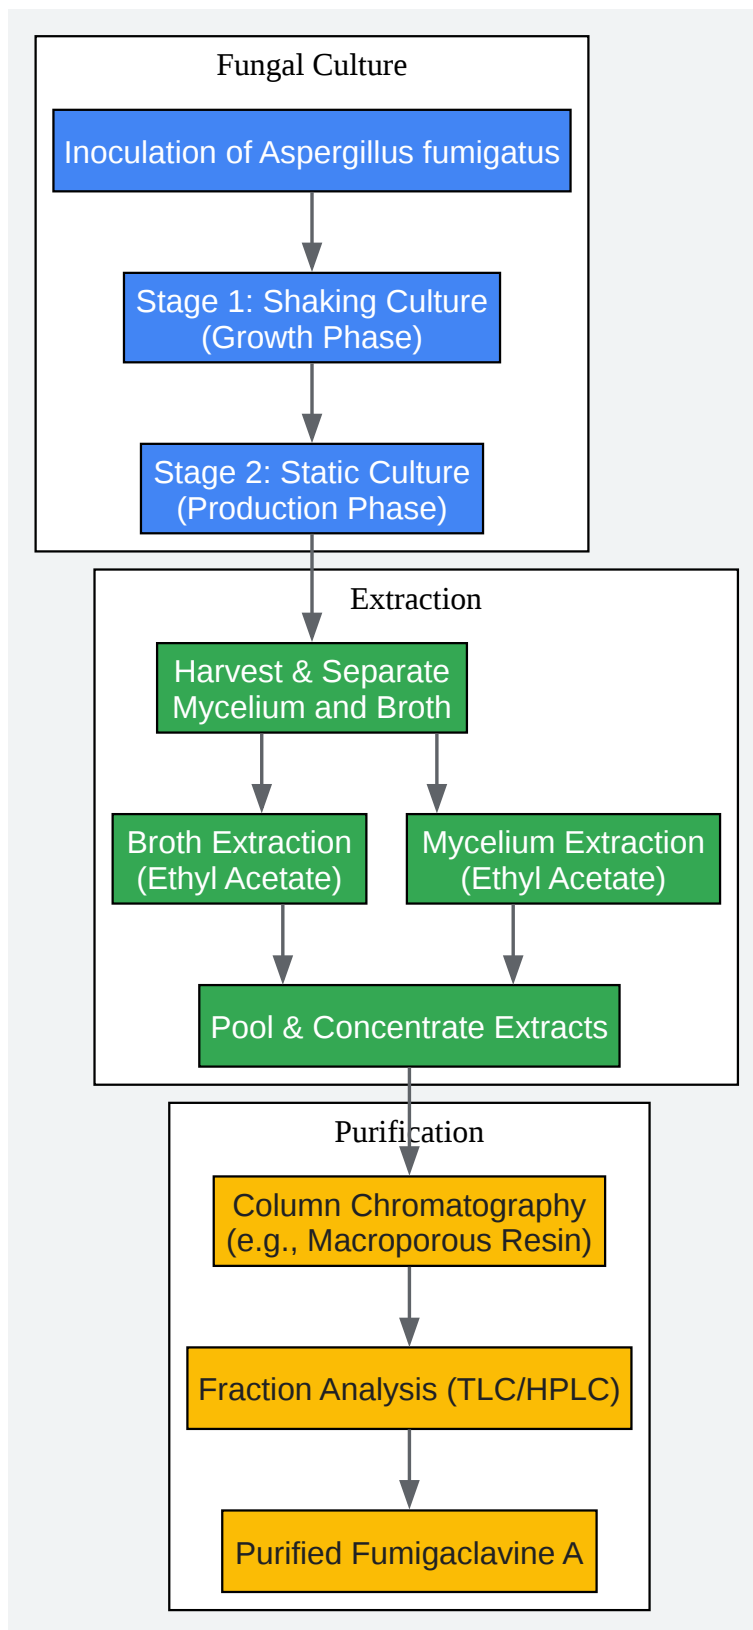 Fungal Culture
Inoculation of Aspergillus fumigatus
Stage 1: Shaking Culture
(Growth Phase)
Stage 2: Static Culture
(Production Phase)
Extraction
Harvest & Separate
Mycelium and Broth
Broth Extraction
(Ethyl Acetate)
Mycelium Extraction
(Ethyl Acetate)
Pool & Concentrate Extracts
Purification
Column Chromatography
(e.g., Macroporous Resin)
Fraction Analysis (TLC/HPLC)
Purified Fumigaclavine A